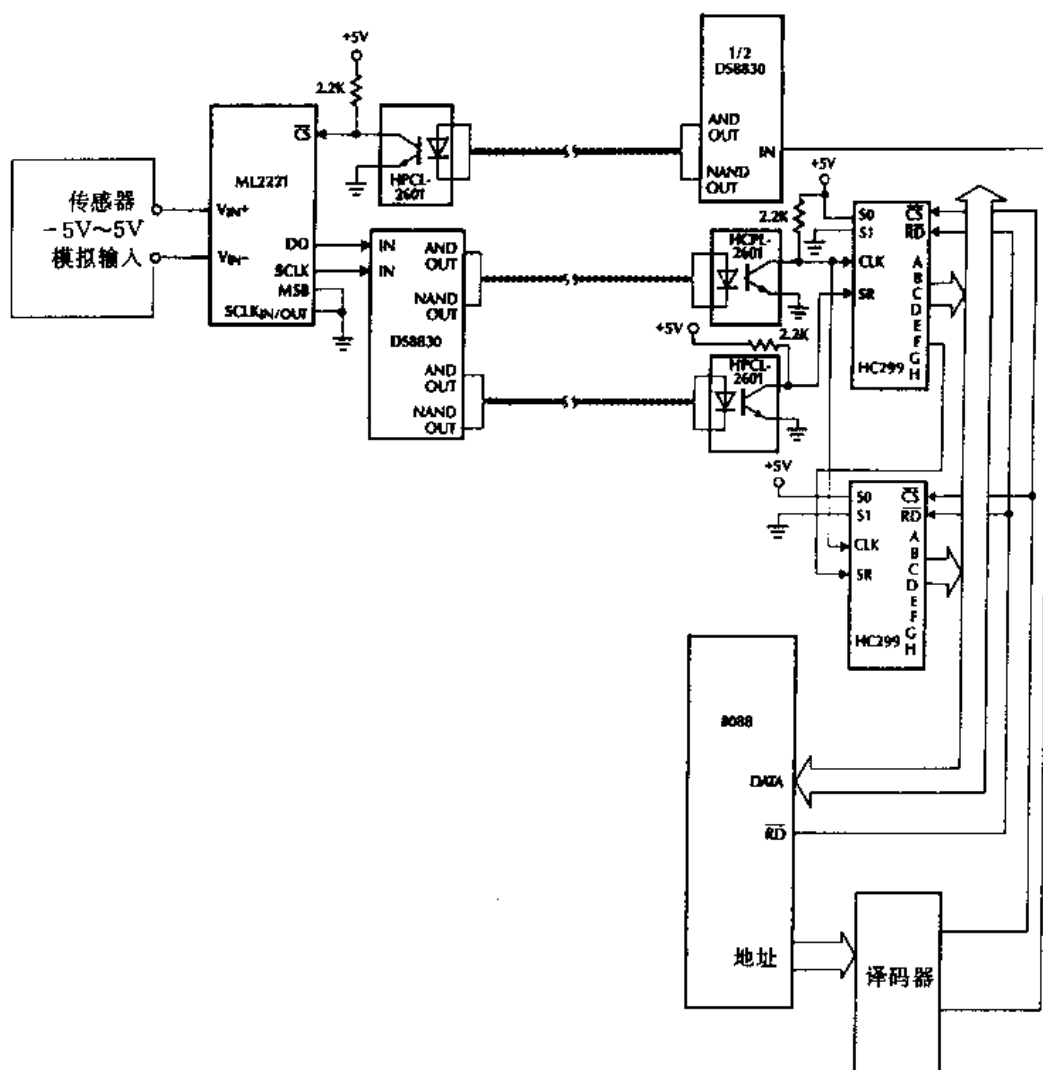 +5V
2.2K
CS
HPCL-
2601
1/2
DS8830
AND
OUT
NAND
OUT
IN
传感器
-5V~5V
模拟输入
ML2221
VIN+
VIN-
DO
SCLK
MSB
SCLKIN/OUT
IN
IN
AND
OUT
NAND
OUT
DS8830
AND
OUT
NAND
OUT
+5V
2.2K
HCPL-
2601
+5V
2.2K
HPCL-
2601
S0
S1
CLK
SR
CS
RD
A
B
C
D
E
F
G
H
HC299
+5V
S0
S1
CLK
SR
CS
RD
A
B
C
D
E
F
G
H
HC299
8088
DATA
RD
地址
译码器